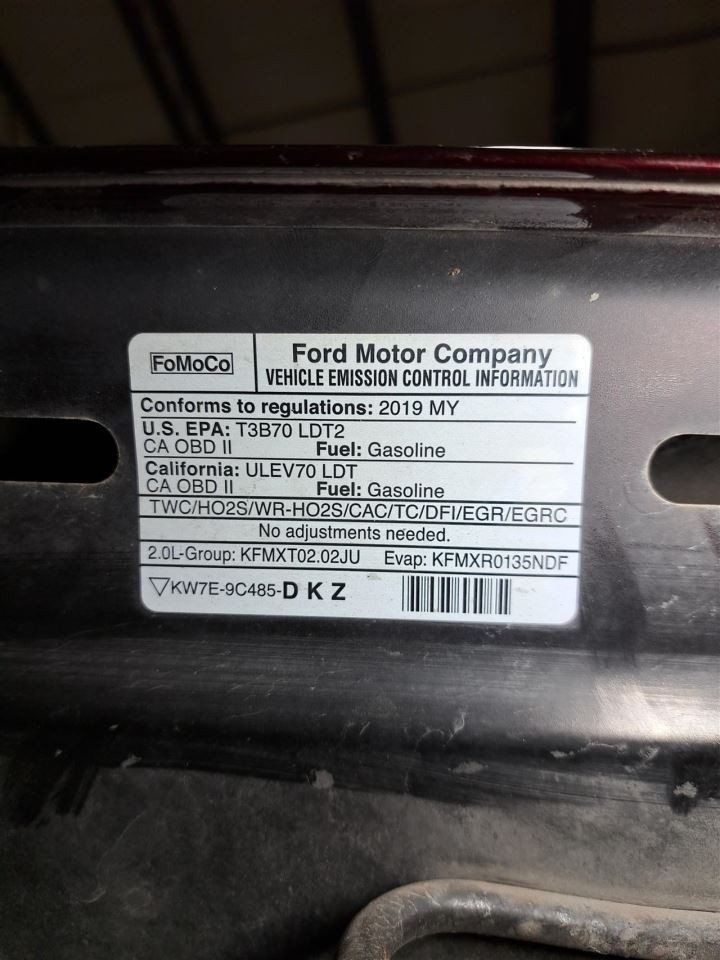 FoMoCo
Ford Motor Company
VEHICLE EMISSION CONTROL INFORMATION
Conforms to regulations: 2019 MY
U.S. EPA: T3B70 LDT2
CA OBD II Fuel: Gasoline
California: ULEV70 LDT
CA OBD II Fuel: Gasoline
TWC/HO2S/WR-HO2S/CAC/TC/DFI/EGR/EGRC
No adjustments needed.
2.0L-Group: KFMXT02.02JU Evap: KFMXR0135NDF
▽KW7E-9C485-D K Z